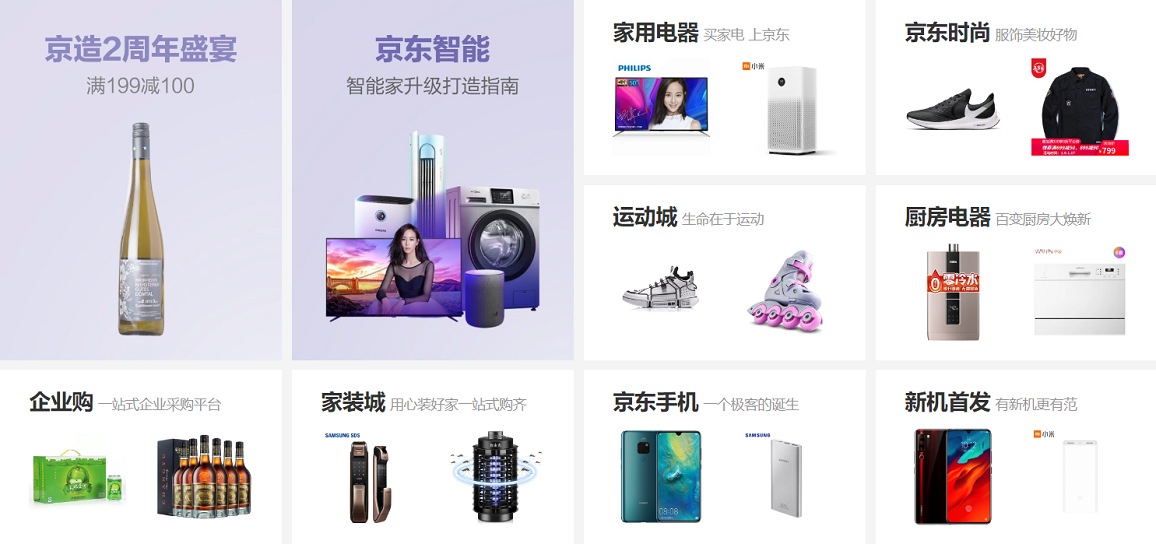 京造2周年盛宴
满199减100
京东智能
智能家升级打造指南
家用电器 买家电 上京东
PHILIPS
4K 50"
小米
京东时尚 服饰美妆好物
¥799
运动城 生命在于运动
厨房电器 百变厨房大焕新
零冷水
企业购 一站式企业采购平台
家装城 用心装好家一站式购齐
SAMSUNG SDS
京东手机 一个极客的诞生
08:08
SAMSUNG
新机首发 有新机更有范
小米